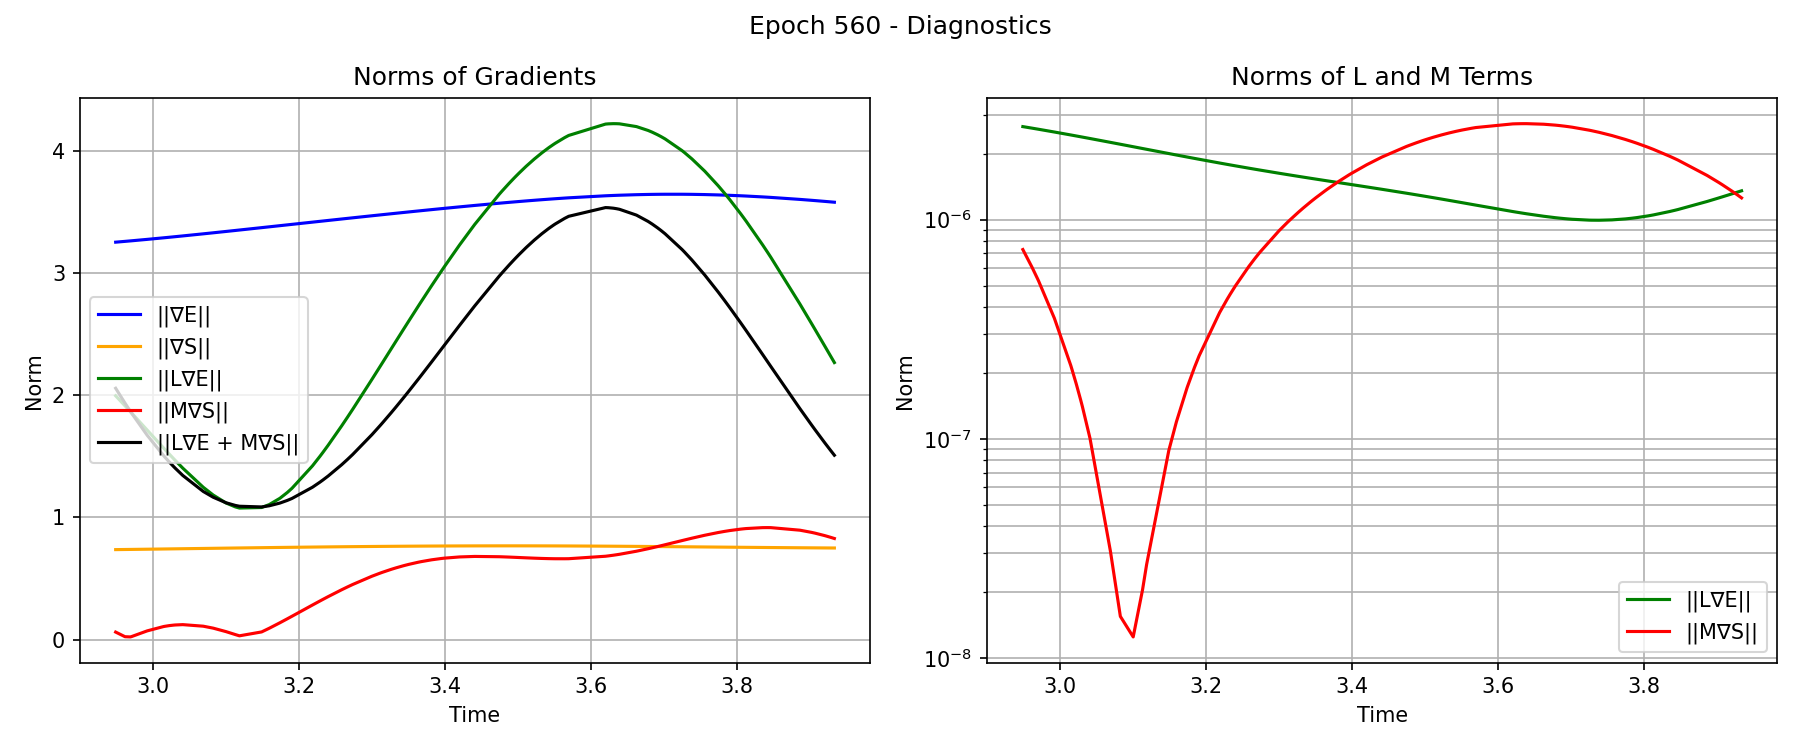 Epoch 560 - Diagnostics
Norms of Gradients
Norm
4
3
2
1
0
||∇E||
||∇S||
||L∇E||
||M∇S||
||L∇E + M∇S||
3.0 3.2 3.4 3.6 3.8
Time
Norms of L and M Terms
Norm
10⁻⁶
10⁻⁷
10⁻⁸
||L∇E||
||M∇S||
3.0 3.2 3.4 3.6 3.8
Time